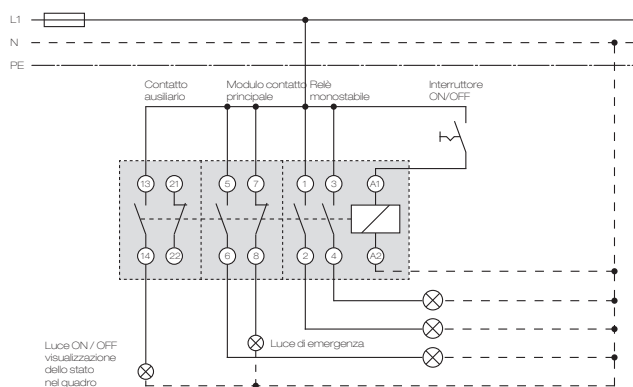 L1
N
PE
Contatto
ausiliario
Modulo contatto
principale
Relè
monostabile
Interruttore
ON/OFF
13 21 5 7 1 3 A1
14 22 6 8 2 4 A2
Luce di emergenza
Luce ON / OFF
visualizzazione
dello stato
nel quadro